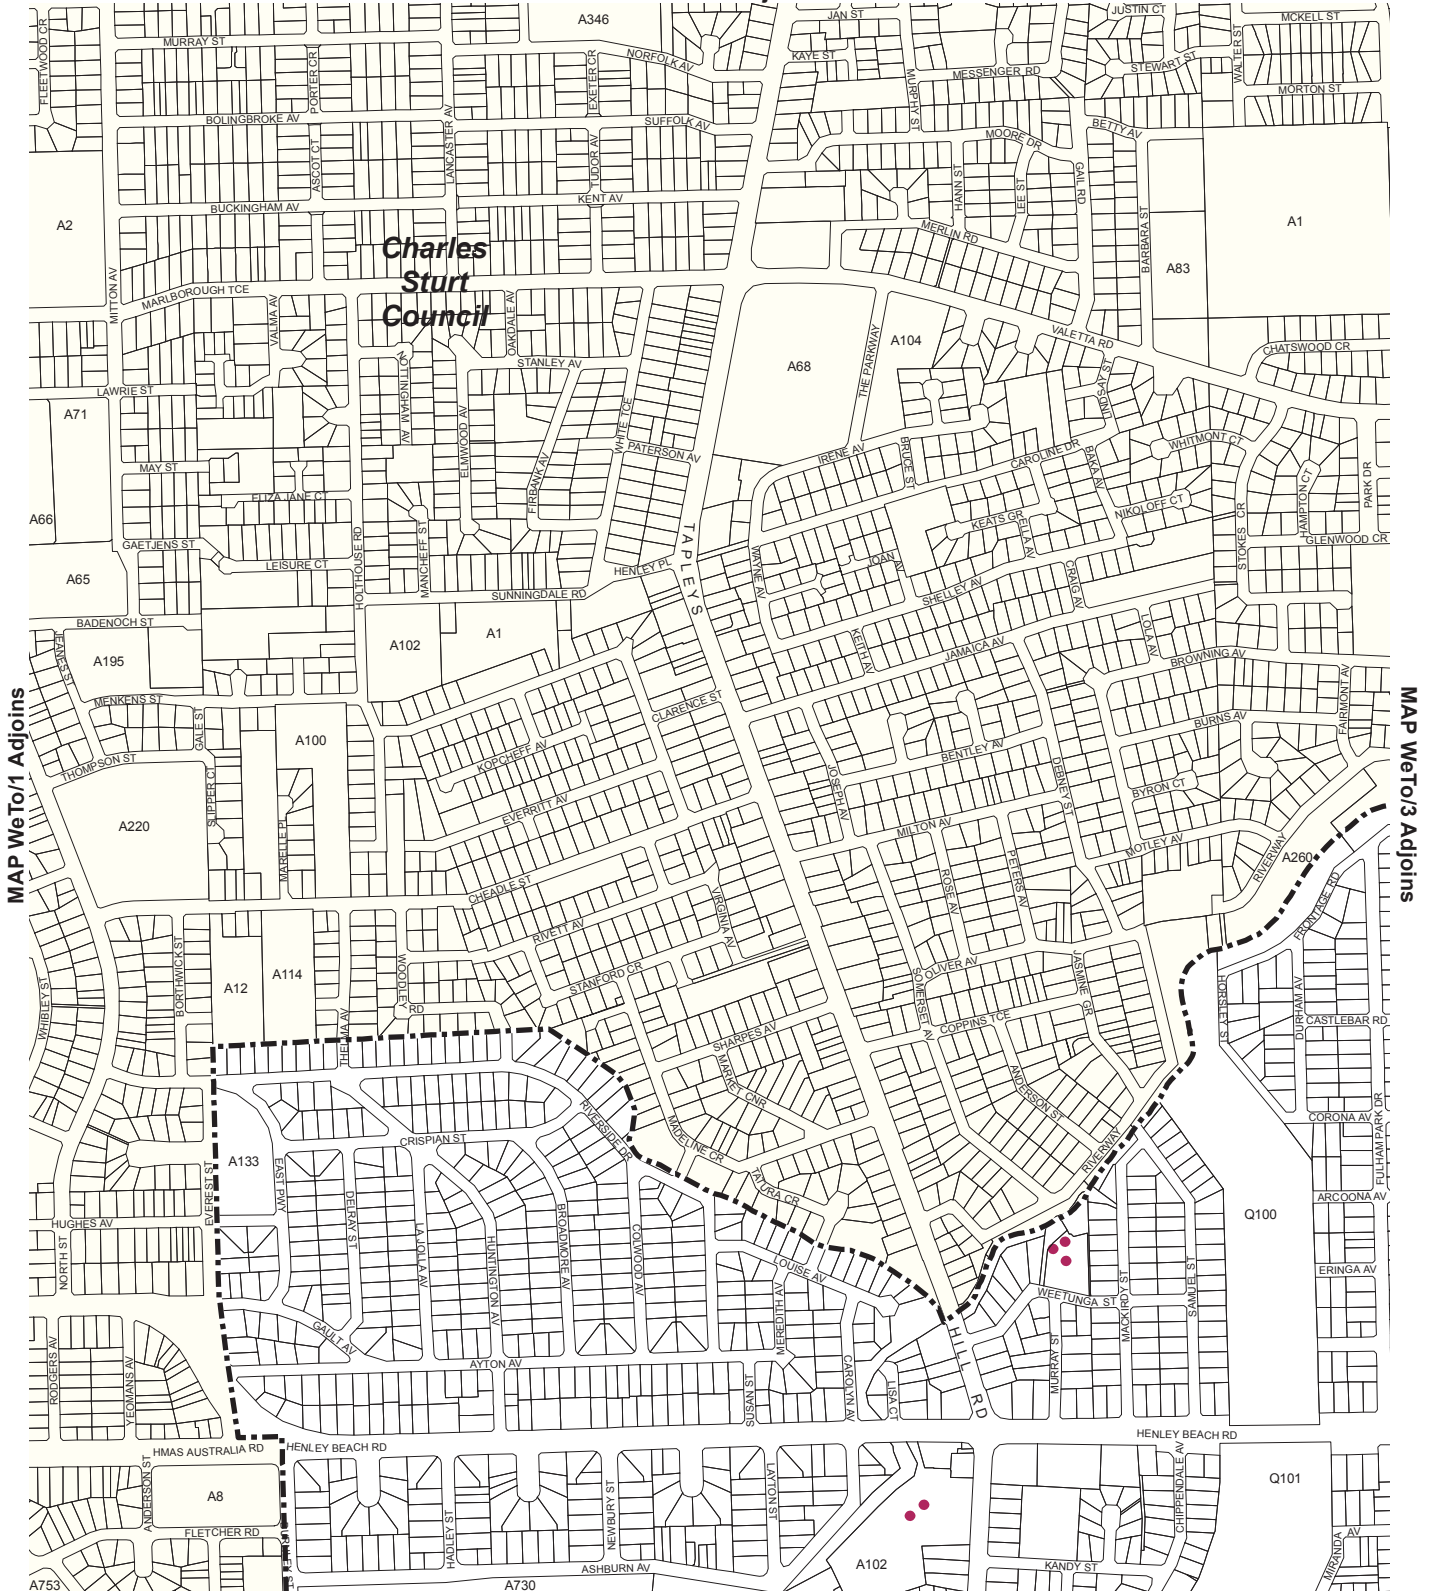 A346
JAN ST
JUSTIN CT
MCKELL ST
FLEETWOOD CR
MURRAY ST
PORTER CR
EXETER CR
NORFOLK AV
KAYE ST
MURPHY ST
MESSENGER RD
STEWART ST
WALTER ST
MORTON ST
BOLINGBROKE AV
LANCASTER AV
SUFFOLK AV
MOORE DR
BETTY AV
ASCOT CT
TUDOR AV
HANN ST
LEE ST
GAIL RD
A2
BUCKINGHAM AV
KENT AV
MERLIN RD
BARBARA ST
A1
A83
Charles
Sturt
Council
MITTON AV
MARLBOROUGH TCE
VALMA AV
OAKDALE AV
STANLEY AV
NOTTINGHAM AV
A68
THE PARKWAY
A104
VALETTA RD
CHATSWOOD CR
LINDSAY ST
LAWRIE ST
A71
ELMWOOD AV
WHITE TCE
PATERSON AV
FIRBANK AV
IRENE AV
BRUCE ST
CAROLINE DR
BAKA AV
WHITMONT CT
MAY ST
ELIZA JANE CT
HAMPTON CT
PARK DR
A66
KEATS GR
ELLA AV
NIKOLOFF CT
STOKES CR
GLENWOOD CR
GAETJENS ST
LEISURE CT
HOLTHOUSE RD
MANCHEFF ST
HENLEY PL
TAPLEYS
WAYNE AV
JOAN AV
SHELLEY AV
CRAIG AV
A65
SUNNINGDALE RD
BADENOCH ST
JEANES ST
A195
A102
A1
KEITH AV
JAMAICA AV
LOLA AV
BROWNING AV
FAIRMONT AV
MENKENS ST
GALE ST
CLARENCE ST
BURNS AV
MAP WeTo/1 Adjoins
MAP WeTo/3 Adjoins
A100
KOPCHEFF AV
BENTLEY AV
THOMPSON ST
SLIPPER CT
JOSEPH AV
DEBNEY ST
BYRON CT
EVERRITT AV
A220
MARELLE PL
MILTON AV
MOTLEY AV
RIVERWAY
A260
CHEADLE ST
PETERS AV
ROSE AV
VIRGINIA AV
FRONTAGE RD
RIVETT AV
BORTHWICK ST
A12
A114
WOODLEY RD
STANFORD CR
OLIVER AV
SOMERSET AV
JASMINE GR
HORSLEY ST
DURHAM AV
WHIBLEY ST
THELMA AV
COPPINS TCE
CASTLEBAR RD
SHARPES AV
MARKET CNR
ANDERSON ST
RIVERSIDE DR
MADELINE CR
CORONA AV
FULHAM PARK DR
CRISPIAN ST
A133
EAST PWY
EVEREST ST
TATURA CR
RIVERWAY
ARCOONA AV
DELRAY ST
LA JOLLA AV
HUNTINGTON AV
BROADMORE AV
COLWOOD AV
Q100
HUGHES AV
NORTH ST
LOUISE AV
ERINGA AV
MEREDITH AV
WEETUNGA ST
MACKIRDY ST
SAMUEL ST
GAULT AV
HILL RD
MURRAY ST
RODGERS AV
YEOMANS AV
AYTON AV
SUSAN ST
CAROLYN AV
LISA CT
HMAS AUSTRALIA RD
HENLEY BEACH RD
HENLEY BEACH RD
ANDERSON ST
A8
HADLEY ST
NEWBURY ST
LAYTON ST
CHIPPENDALE AV
Q101
FLETCHER RD
ASHBURN AV
A102
KANDY ST
MIRANDA AV
A753
A730